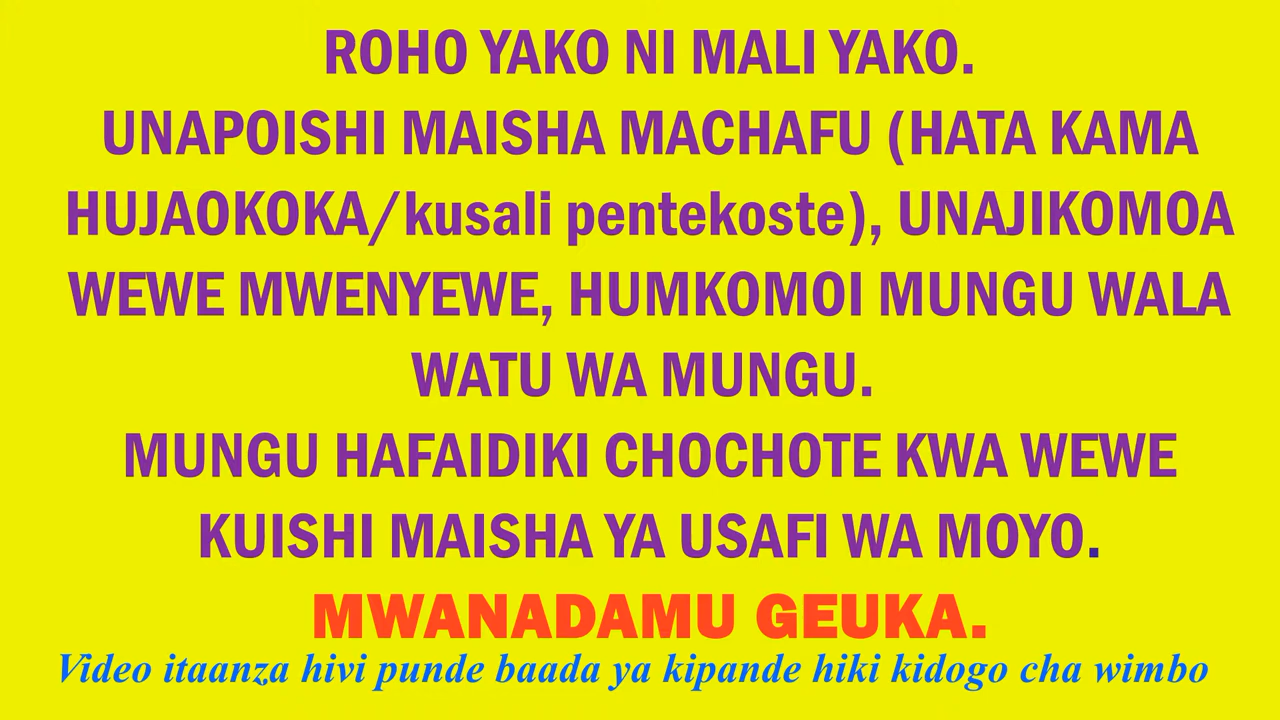 ROHO YAKO NI MALI YAKO.
UNAPOISHI MAISHA MACHAFU (HATA KAMA
HUJAOKOKA/kusali pentekoste), UNAJIKOMOA
WEWE MWENYEWE, HUMKOMOI MUNGU WALA
WATU WA MUNGU.
MUNGU HAFAIDIKI CHOCHOTE KWA WEWE
KUISHI MAISHA YA USAFI WA MOYO.
MWANADAMU GEUKA.
Video itaanza hivi punde baada ya kipande hiki kidogo cha wimbo